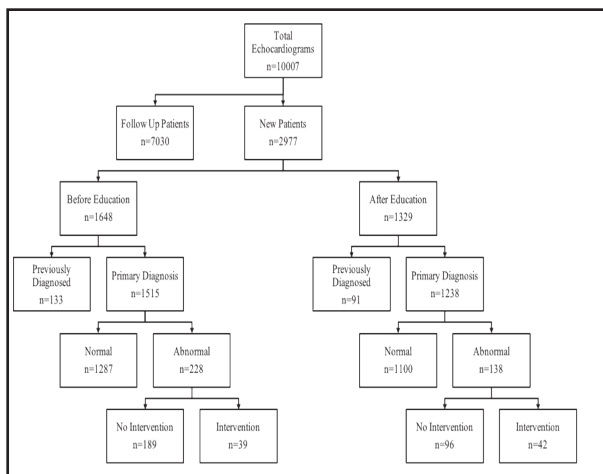 Total
Echocardiograms
n=10007
Follow Up Patients
n=7030
New Patients
n=2977
Before Education
n=1648
After Education
n=1329
Previously
Diagnosed
n=133
Primary Diagnosis
n=1515
Previously
Diagnosed
n=91
Primary Diagnosis
n=1238
Normal
n=1287
Abnormal
n=228
Normal
n=1100
Abnormal
n=138
No Intervention
n=189
Intervention
n=39
No Intervention
n=96
Intervention
n=42